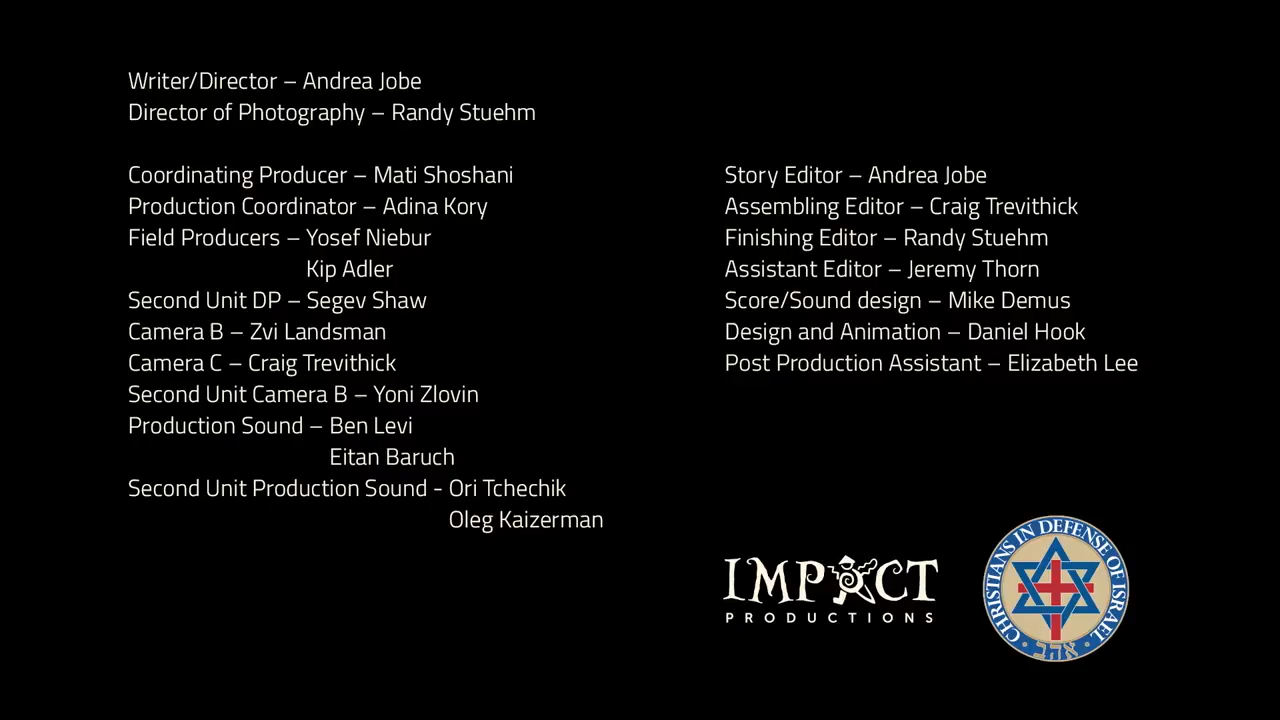 Writer/Director – Andrea Jobe
Director of Photography – Randy Stuehm
Coordinating Producer – Mati Shoshani
Production Coordinator – Adina Kory
Field Producers – Yosef Niebur
Kip Adler
Second Unit DP – Segev Shaw
Camera B – Zvi Landsman
Camera C – Craig Trevithick
Second Unit Camera B – Yoni Zlovin
Production Sound – Ben Levi
Eitan Baruch
Second Unit Production Sound - Ori Tchechik
Oleg Kaizerman
Story Editor – Andrea Jobe
Assembling Editor – Craig Trevithick
Finishing Editor – Randy Stuehm
Assistant Editor – Jeremy Thorn
Score/Sound design – Mike Demus
Design and Animation – Daniel Hook
Post Production Assistant – Elizabeth Lee
IMPACT
PRODUCTIONS
CHRISTIANS IN DEFENSE OF ISRAEL
אהב